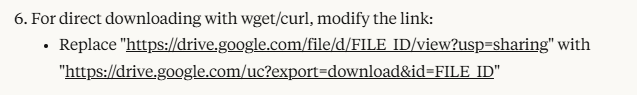 6. For direct downloading with wget/curl, modify the link:
• Replace "https://drive.google.com/file/d/FILE_ID/view?usp=sharing" with
"https://drive.google.com/uc?export=download&id=FILE_ID"